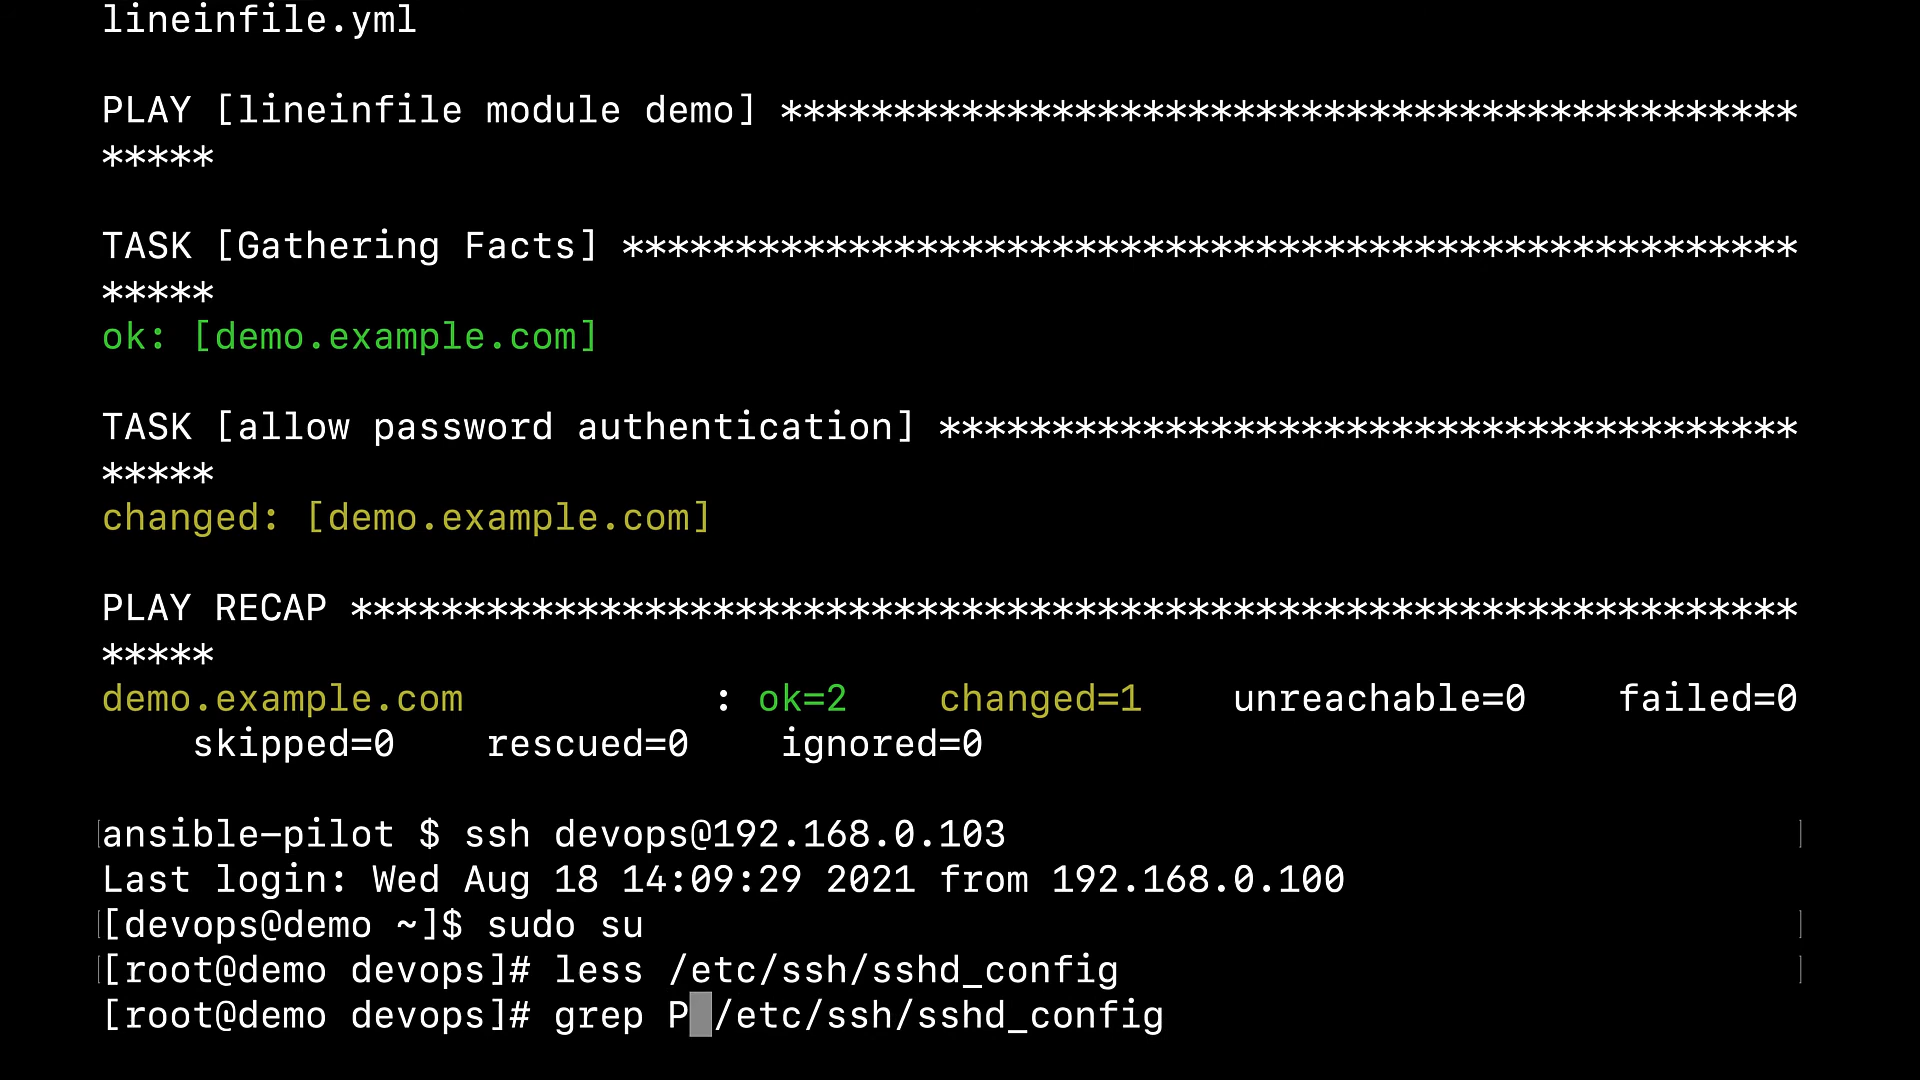 lineinfile.yml
PLAY [lineinfile module demo] *********************************************
*****
TASK [Gathering Facts] ****************************************************
*****
ok: [demo.example.com]
TASK [allow password authentication] **************************************
*****
changed: [demo.example.com]
PLAY RECAP ****************************************************************
*****
demo.example.com           : ok=2    changed=1    unreachable=0    failed=0
    skipped=0    rescued=0    ignored=0
ansible-pilot $ ssh devops@192.168.0.103
Last login: Wed Aug 18 14:09:29 2021 from 192.168.0.100
[devops@demo ~]$ sudo su
[root@demo devops]# less /etc/ssh/sshd_config
[root@demo devops]# grep P /etc/ssh/sshd_config